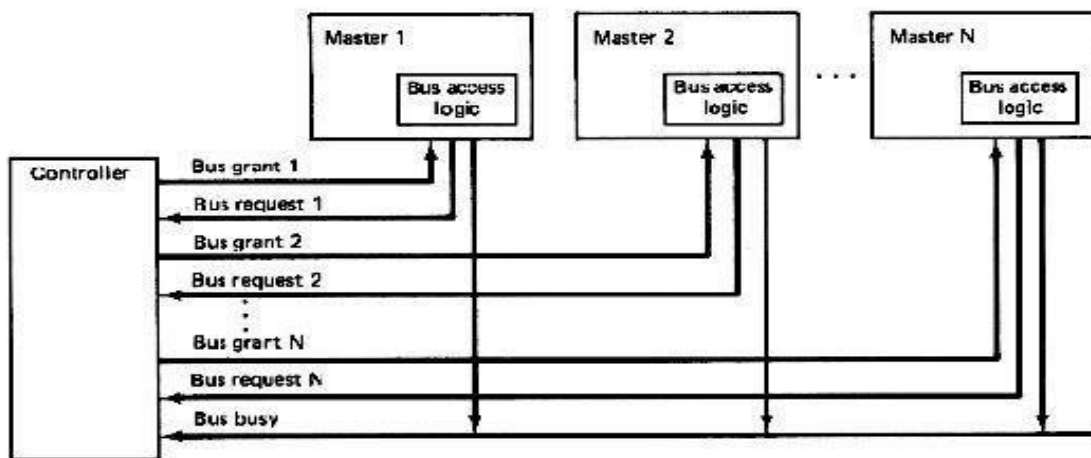 Master 1
Bus access
logic
Master 2
Bus access
logic
. . .
Master N
Bus access
logic
Controller
Bus grant 1
Bus request 1
Bus grant 2
Bus request 2
Bus grant N
Bus request N
Bus busy